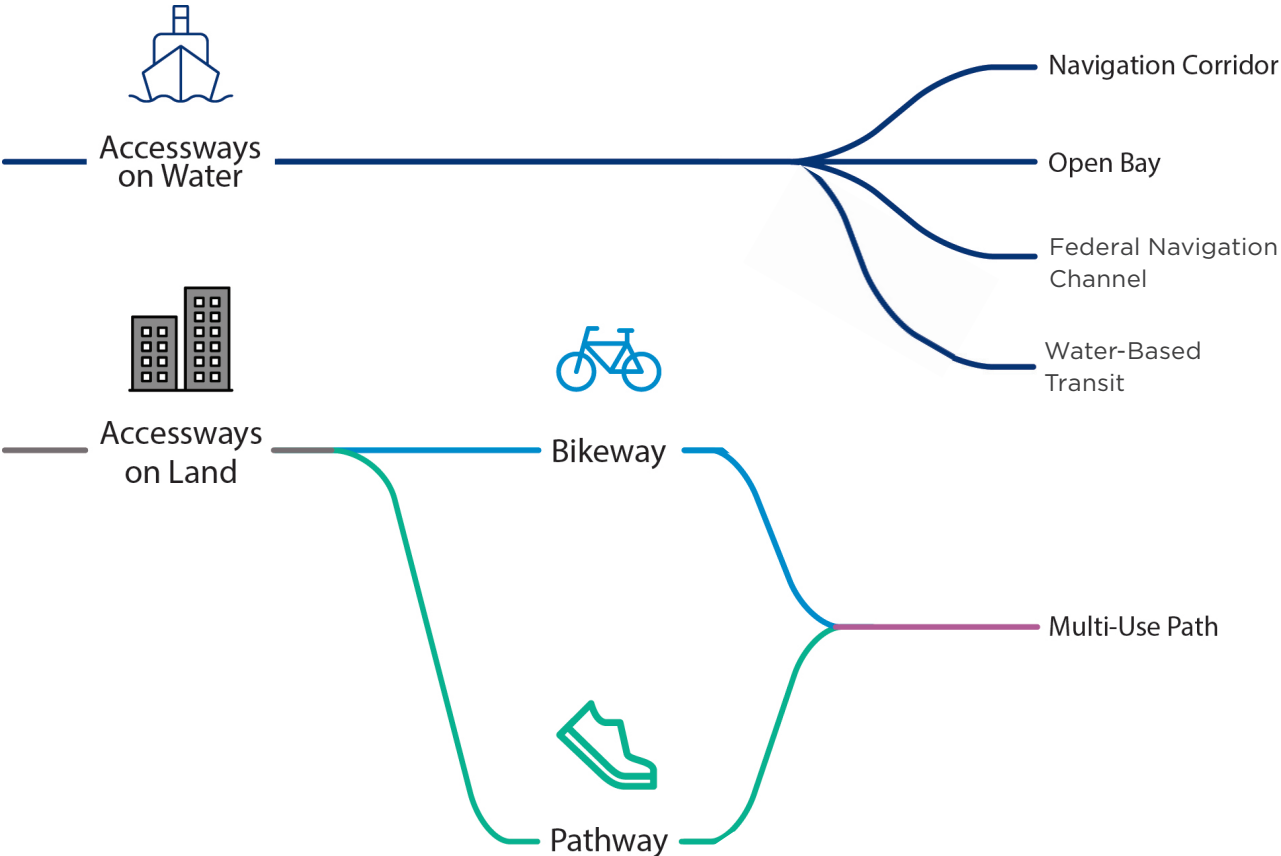 Navigation Corridor
Accessways
on Water
Open Bay
Federal Navigation
Channel
Water-Based
Transit
Accessways
on Land
Bikeway
Multi-Use Path
Pathway